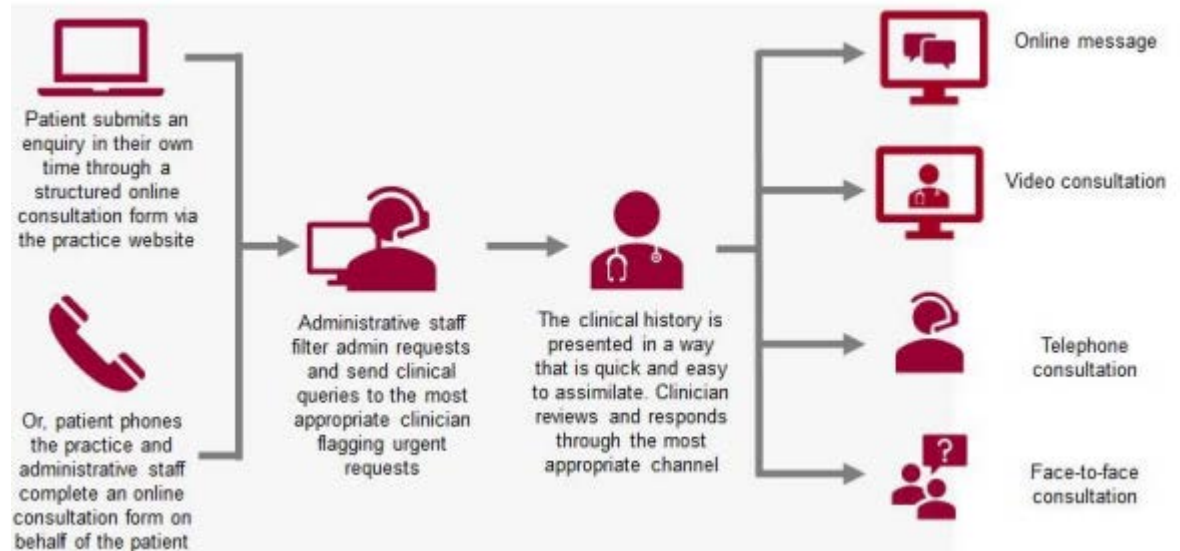 Patient submits an
enquiry in their own
time through a
structured online
consultation form via
the practice website
Or, patient phones
the practice and
administrative staff
complete an online
consultation form on
behalf of the patient
Administrative staff
filter admin requests
and send clinical
queries to the most
appropriate clinician
flagging urgent
requests
The clinical history is
presented in a way
that is quick and easy
to assimilate. Clinician
reviews and responds
through the most
appropriate channel
Online message
Video consultation
Telephone
consultation
?
Face-to-face
consultation